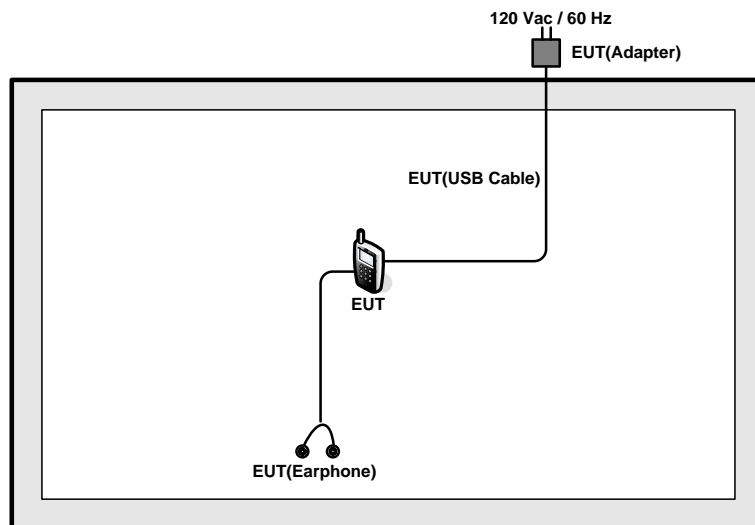 120 Vac / 60 Hz
EUT(Adapter)
EUT(USB Cable)
EUT
EUT(Earphone)